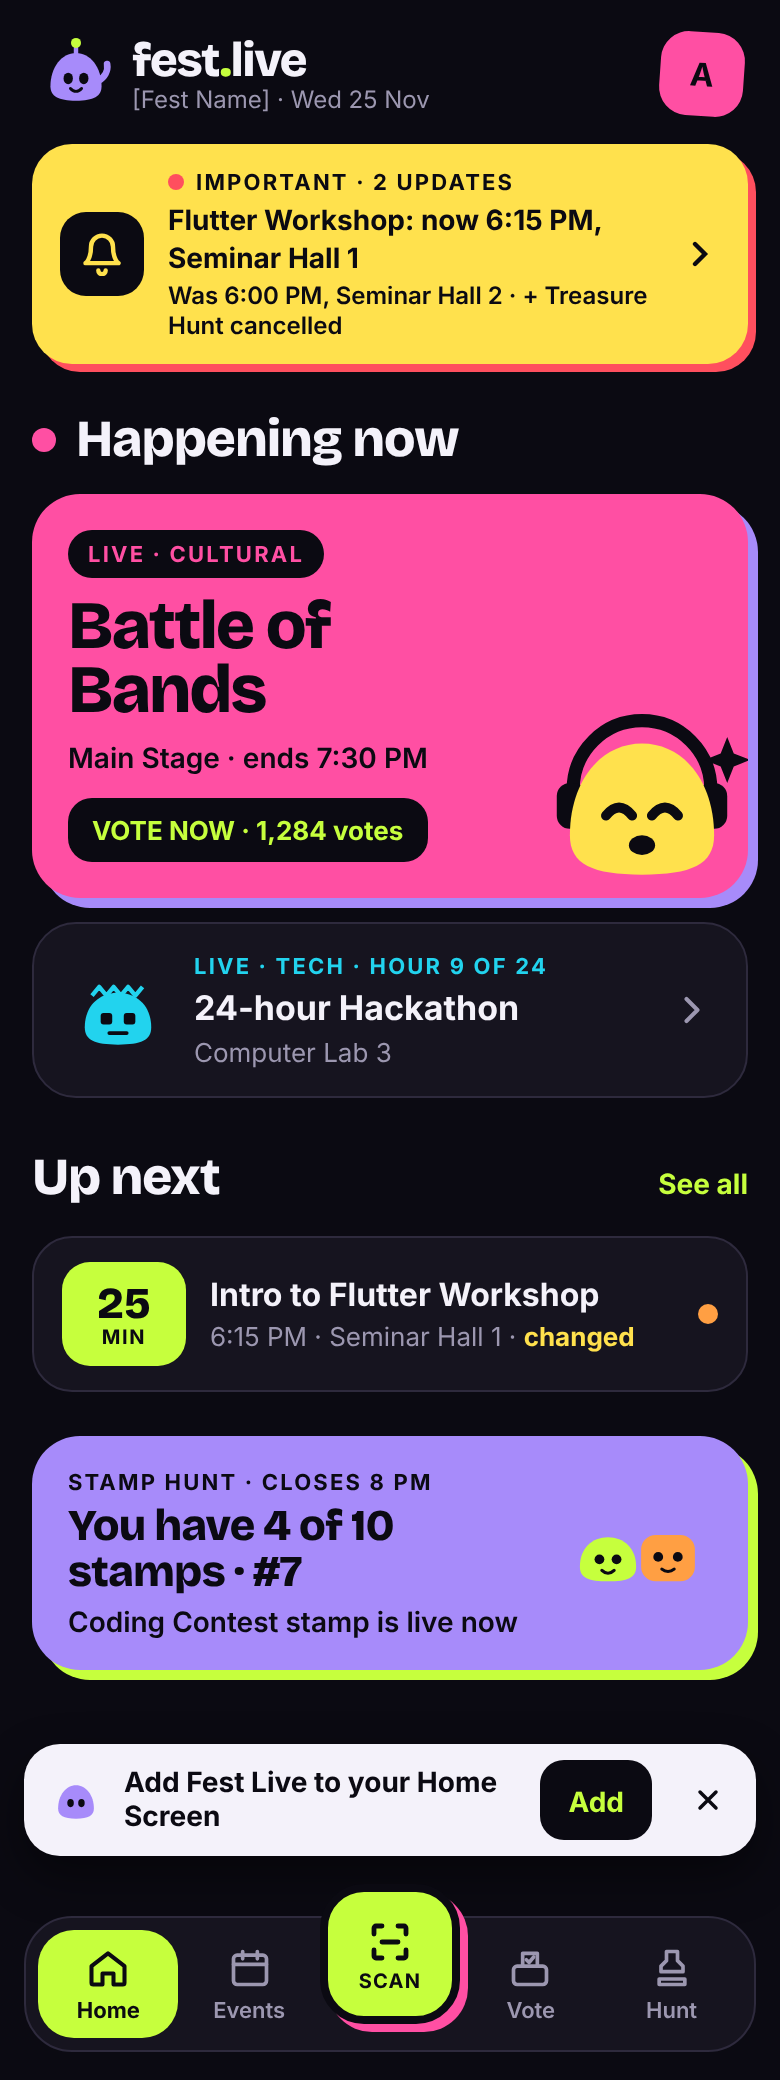 fest.live
[Fest Name] · Wed 25 Nov
A
IMPORTANT · 2 UPDATES
Flutter Workshop: now 6:15 PM,
Seminar Hall 1
Was 6:00 PM, Seminar Hall 2 · + Treasure
Hunt cancelled
Happening now
LIVE · CULTURAL
Battle of
Bands
Main Stage · ends 7:30 PM
VOTE NOW · 1,284 votes
LIVE · TECH · HOUR 9 OF 24
24-hour Hackathon
Computer Lab 3
Up next
See all
25
MIN
Intro to Flutter Workshop
6:15 PM · Seminar Hall 1 · changed
STAMP HUNT · CLOSES 8 PM
You have 4 of 10
stamps · #7
Coding Contest stamp is live now
Add Fest Live to your Home
Screen
Add
Home
Events
SCAN
Vote
Hunt